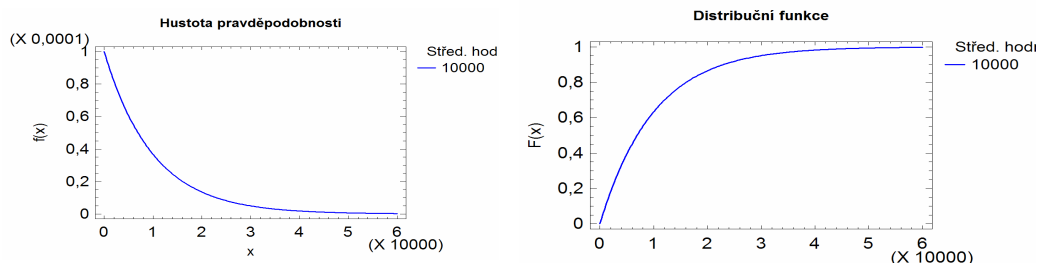 Hustota pravděpodobnosti
(X 0,0001)
1
0,8
0,6
0,4
0,2
0
f(x)
0 1 2 3 4 5 6
(X 10000)
x
Střed. hod
10000
Distribuční funkce
1
0,8
0,6
0,4
0,2
0
F(x)
0 1 2 3 4 5 6
(X 10000)
Střed. hod
10000